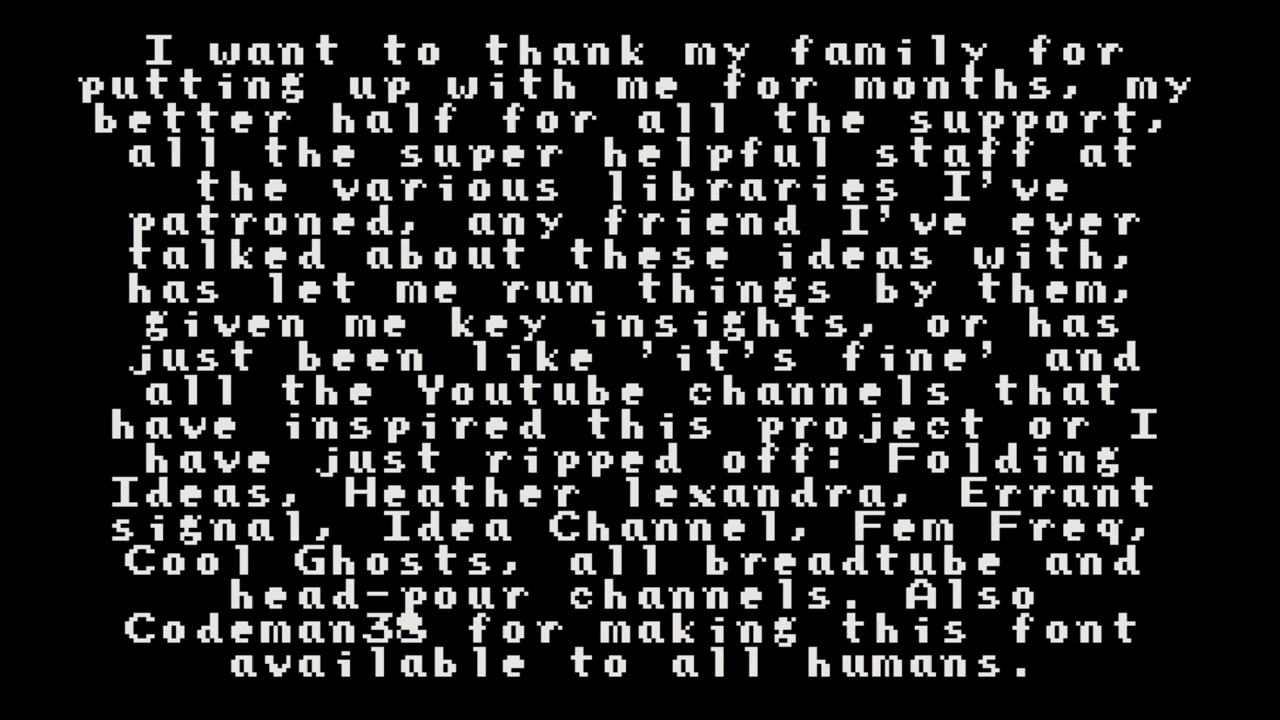 I want to thank my family for
putting up with me for months, my
better half for all the support,
all the super helpful staff at
the various libraries I've
patroned, any friend I've ever
talked about these ideas with,
has let me run things by them,
given me key insights, or has
just been like 'it's fine' and
all the Youtube channels that
have inspired this project or I
have just ripped off: Folding
Ideas, Heather lexandra, Errant
signal, Idea Channel, Fem Freq,
Cool Ghosts, all breadtube and
head-pour channels. Also
Codeman38 for making this font
available to all humans.